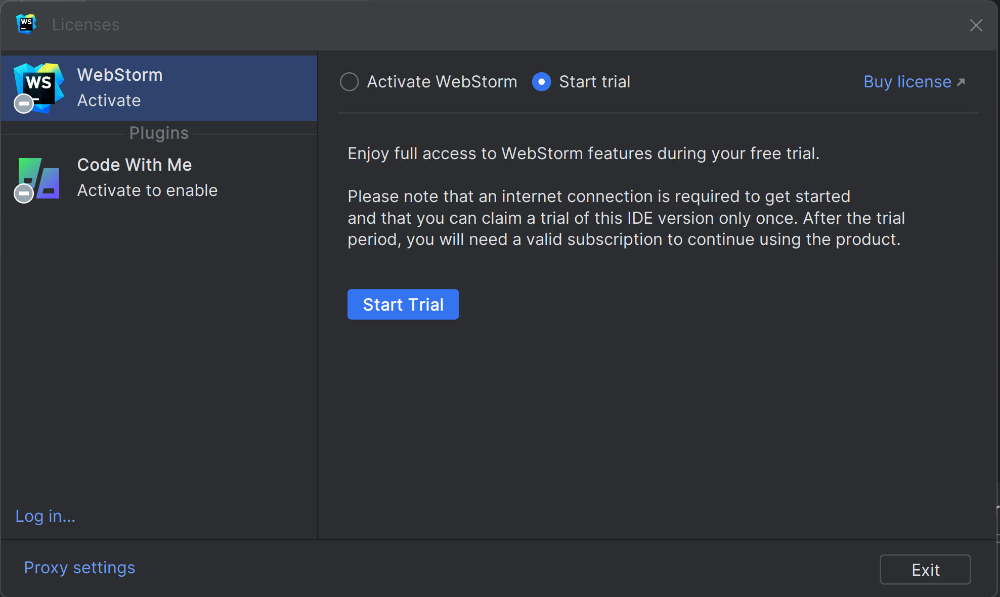 WS
Licenses
WS
WebStorm
Activate
Plugins
Code With Me
Activate to enable
Log in...
Activate WebStorm
Start trial
Buy license
Enjoy full access to WebStorm features during your free trial.
Please note that an internet connection is required to get started
and that you can claim a trial of this IDE version only once. After the trial
period, you will need a valid subscription to continue using the product.
Start Trial
Proxy settings
Exit